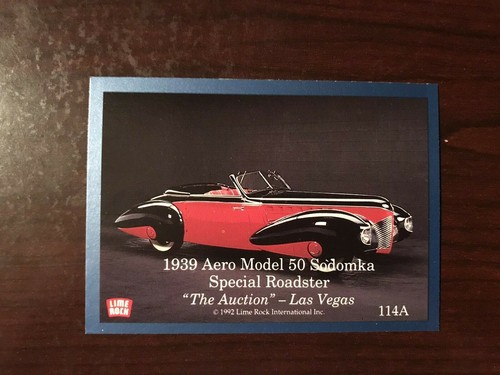 1939 Aero Model 50 Sodomka
Special Roadster
"The Auction" – Las Vegas
© 1992 Lime Rock International Inc.
LIME
ROCK
114A